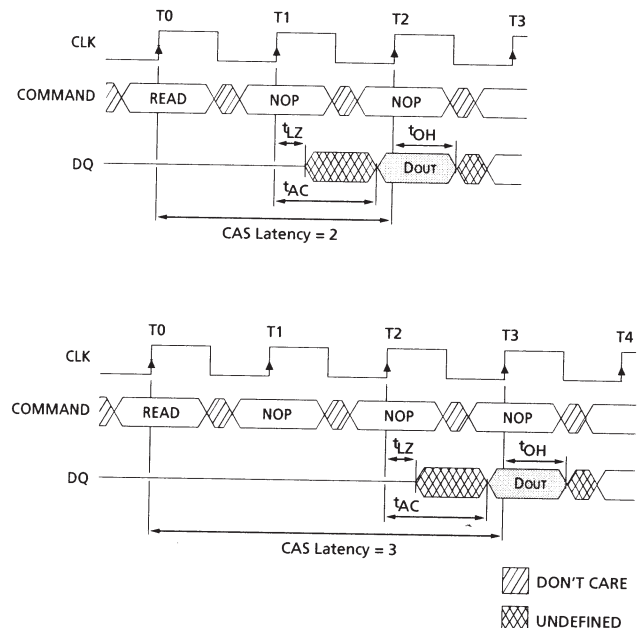 T0 T1 T2 T3
CLK
COMMAND READ NOP NOP
tLZ tOH
DQ DOUT
tAC
CAS Latency = 2
T0 T1 T2 T3 T4
CLK
COMMAND READ NOP NOP NOP
tLZ tOH
DQ DOUT
tAC
CAS Latency = 3
DON'T CARE
UNDEFINED